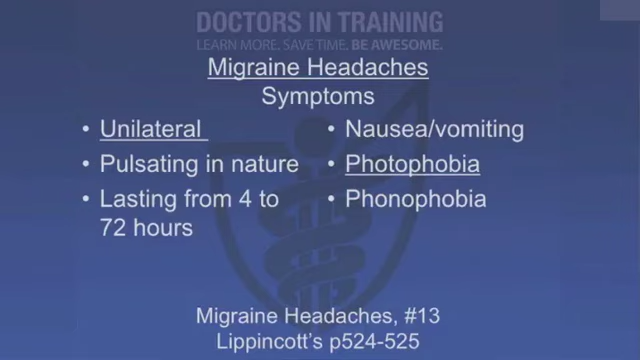 DOCTORS IN TRAINING
LEARN MORE. SAVE TIME. BE AWESOME.
Migraine Headaches
Symptoms
• Unilateral
• Pulsating in nature
• Lasting from 4 to
72 hours
• Nausea/vomiting
• Photophobia
• Phonophobia
Migraine Headaches, #13
Lippincott's p524-525